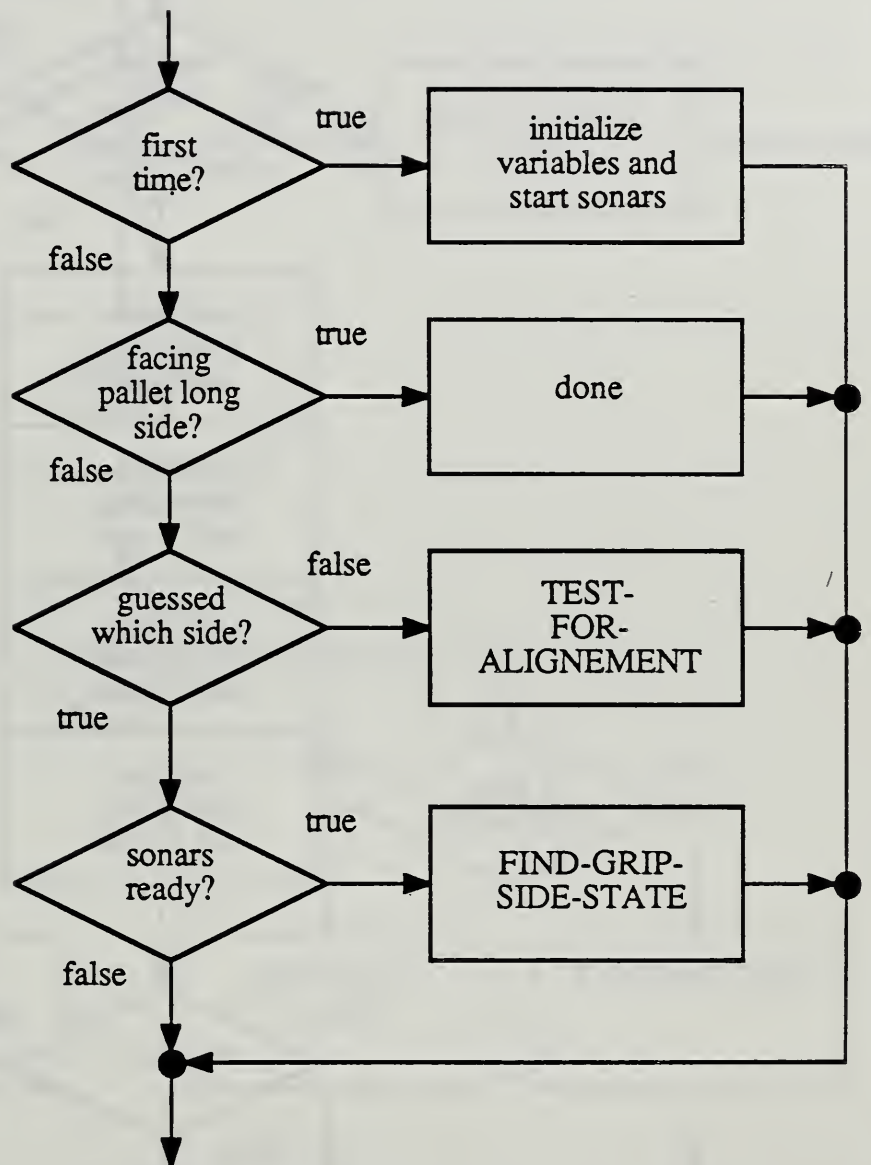 first
time?
true
initialize
variables and
start sonars
false
facing
pallet long
side?
true
done
false
guessed
which side?
false
TEST-
FOR-
ALIGNEMENT
true
sonars
ready?
true
FIND-GRIP-
SIDE-STATE
false